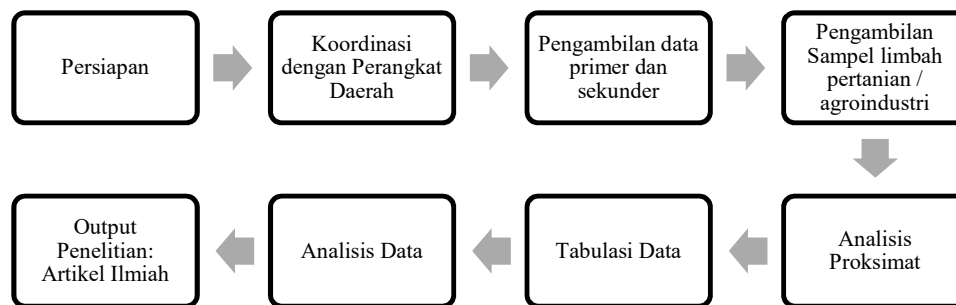 Persiapan
Koordinasi
dengan Perangkat
Daerah
Pengambilan data
primer dan
sekunder
Pengambilan
Sampel limbah
pertanian /
agroindustri
Analisis
Proksimat
Tabulasi Data
Analisis Data
Output
Penelitian:
Artikel Ilmiah